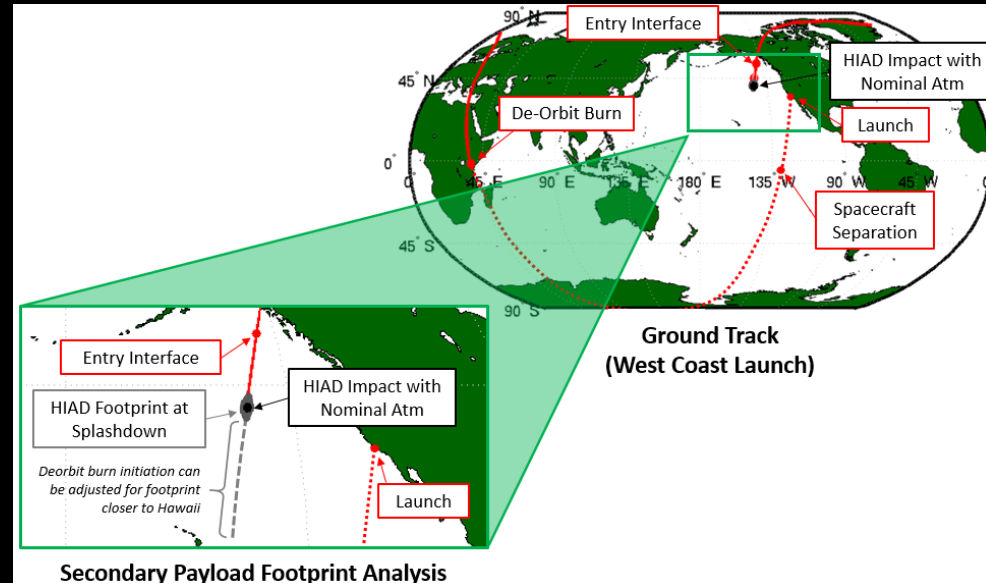 90° N
Entry Interface
45° N
HIAD Impact with
Nominal Atm
De-Orbit Burn
Launch
0°
0°
45° E
90° E
135° E
180° E
135° W
90° W
45° W
0
Spacecraft
Separation
45° S
90° S
Ground Track
(West Coast Launch)
Entry Interface
HIAD Impact with
Nominal Atm
HIAD Footprint at
Splashdown
Deorbit burn initiation can
be adjusted for footprint
closer to Hawaii
Launch
Secondary Payload Footprint Analysis